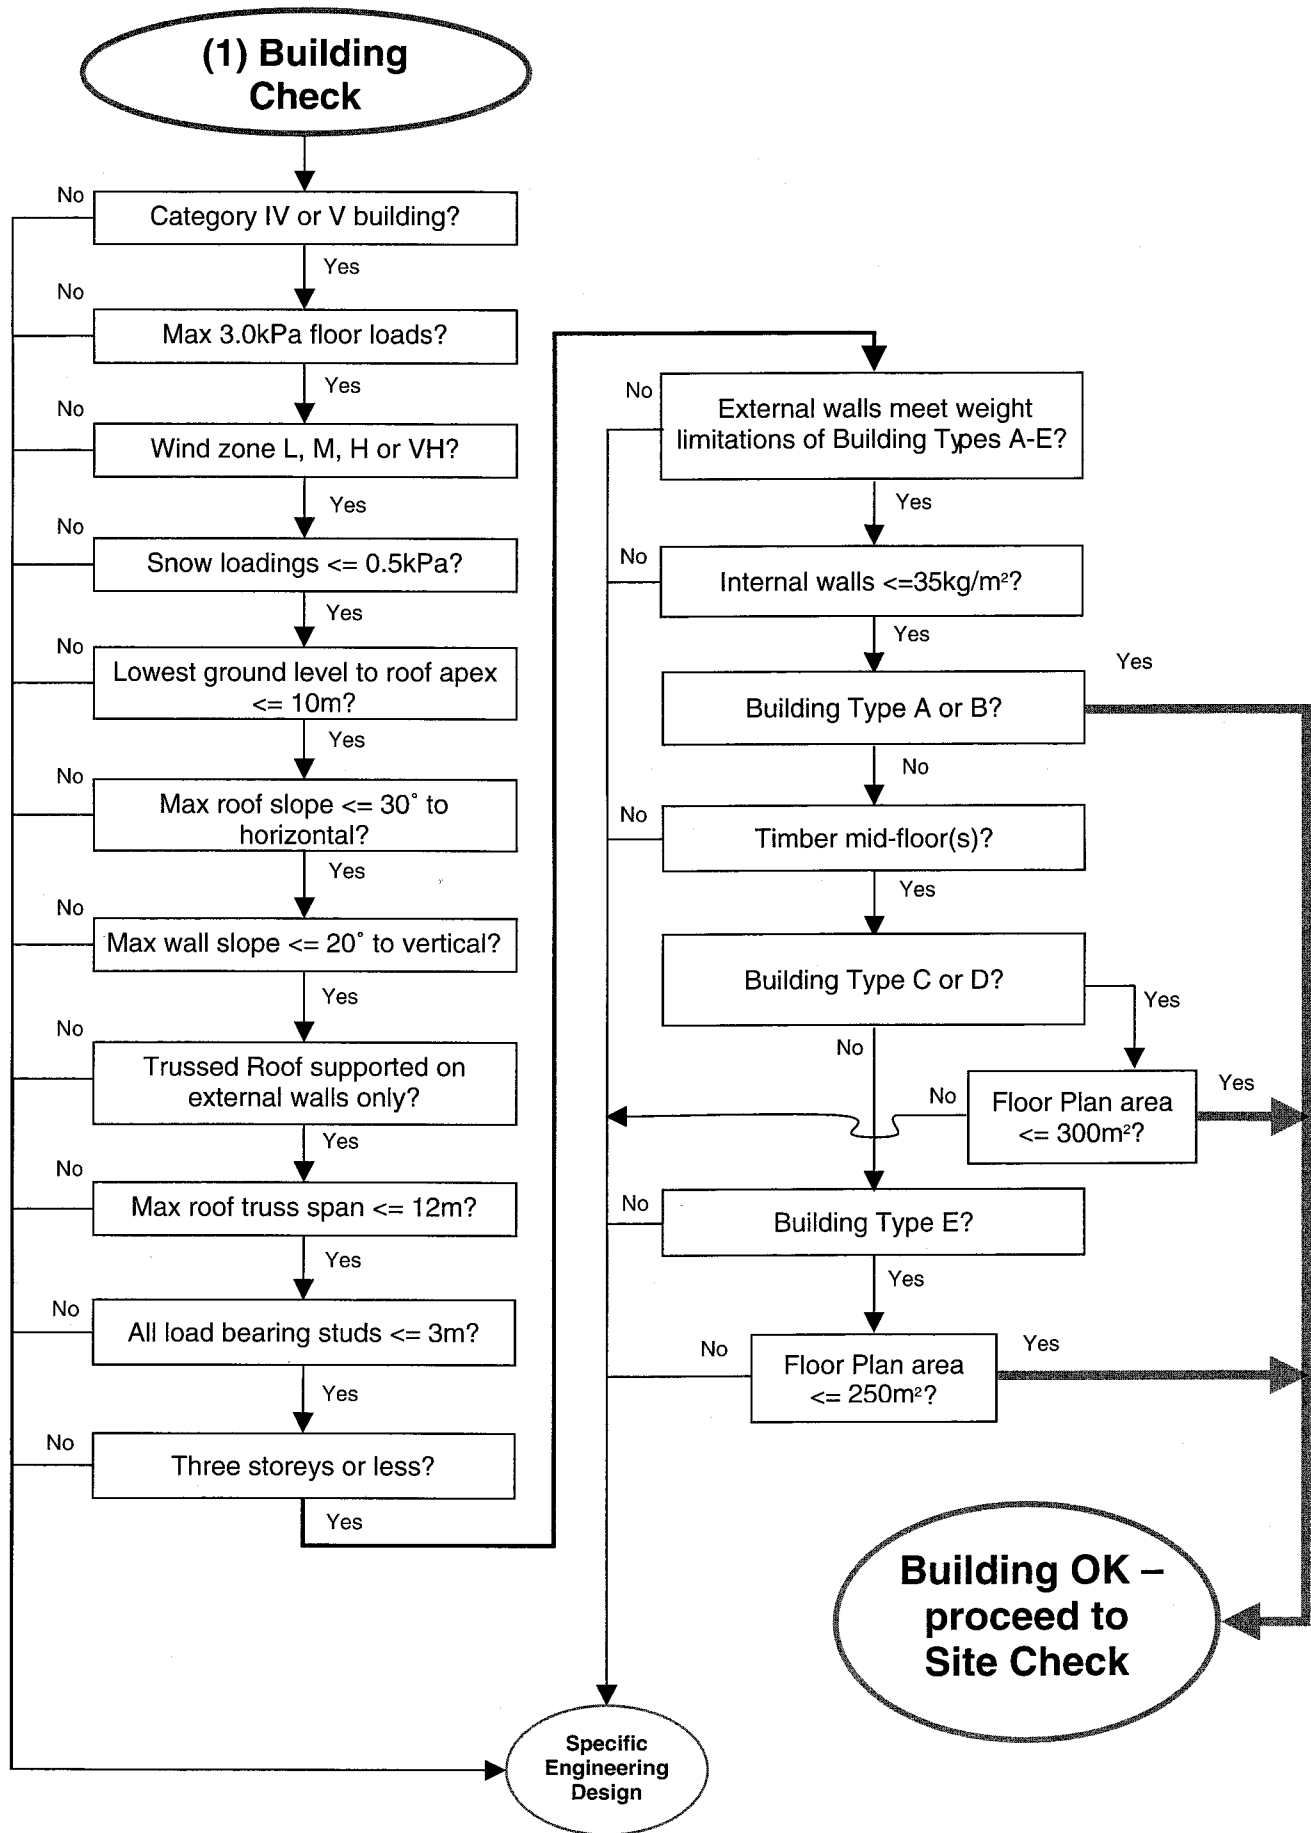 (1) Building
Check
No
Category IV or V building?
Yes
No
Max 3.0kPa floor loads?
Yes
No
Wind zone L, M, H or VH?
Yes
No
Snow loadings <= 0.5kPa?
Yes
No
Lowest ground level to roof apex
<= 10m?
Yes
No
Max roof slope <= 30° to
horizontal?
Yes
No
Max wall slope <= 20° to vertical?
Yes
No
Trussed Roof supported on
external walls only?
Yes
No
Max roof truss span <= 12m?
Yes
No
All load bearing studs <= 3m?
Yes
No
Three storeys or less?
Yes
No
External walls meet weight
limitations of Building Types A-E?
Yes
No
Internal walls <=35kg/m²?
Yes
Yes
Building Type A or B?
No
No
Timber mid-floor(s)?
Yes
Building Type C or D?
Yes
No
No
Floor Plan area
<= 300m²?
Yes
No
Building Type E?
Yes
No
Floor Plan area
<= 250m²?
Yes
Building OK –
proceed to
Site Check
Specific
Engineering
Design